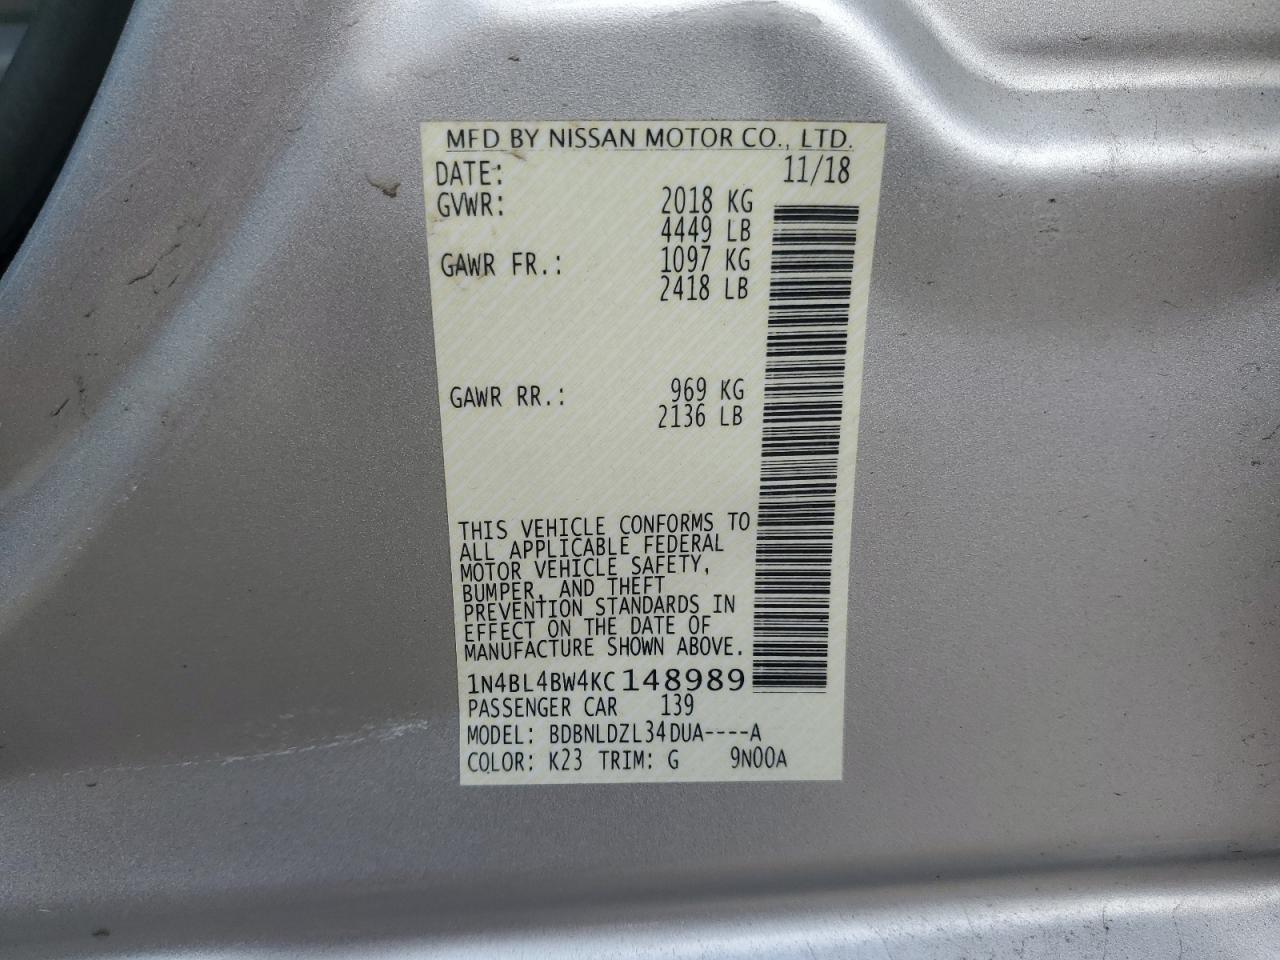 MFD BY NISSAN MOTOR CO., LTD.
DATE: 11/18
GVWR: 2018 KG
4449 LB
GAWR FR.: 1097 KG
2418 LB
GAWR RR.: 969 KG
2136 LB
THIS VEHICLE CONFORMS TO
ALL APPLICABLE FEDERAL
MOTOR VEHICLE SAFETY,
BUMPER, AND THEFT
PREVENTION STANDARDS IN
EFFECT ON THE DATE OF
MANUFACTURE SHOWN ABOVE.
1N4BL4BW4KC148989
PASSENGER CAR 139
MODEL: BDBNLDZL34DUA----A
COLOR: K23 TRIM: G 9N00A